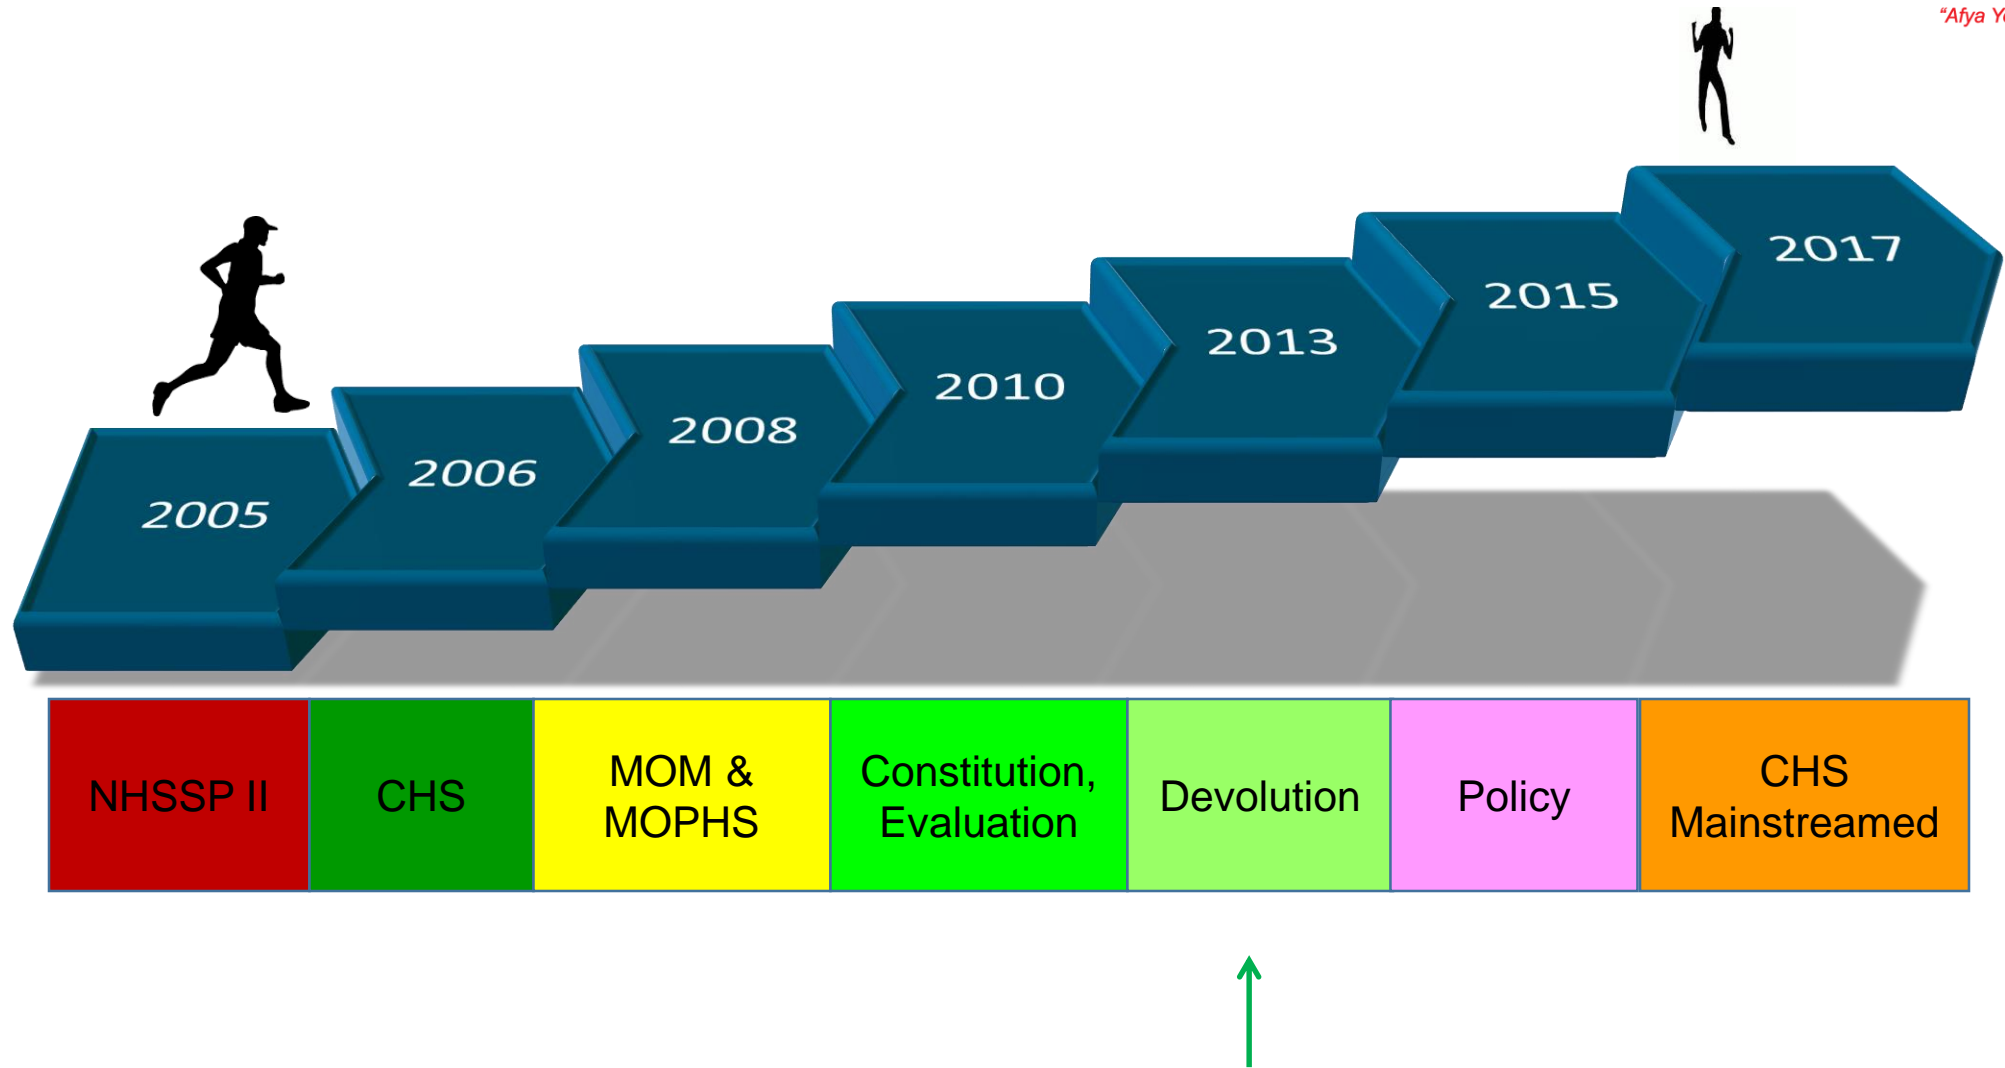 “Afya
2005
2006
2008
2010
2013
2015
2017
NHSSP II
CHS
MOM &
MOPHS
Constitution,
Evaluation
Devolution
Policy
CHS
Mainstreamed